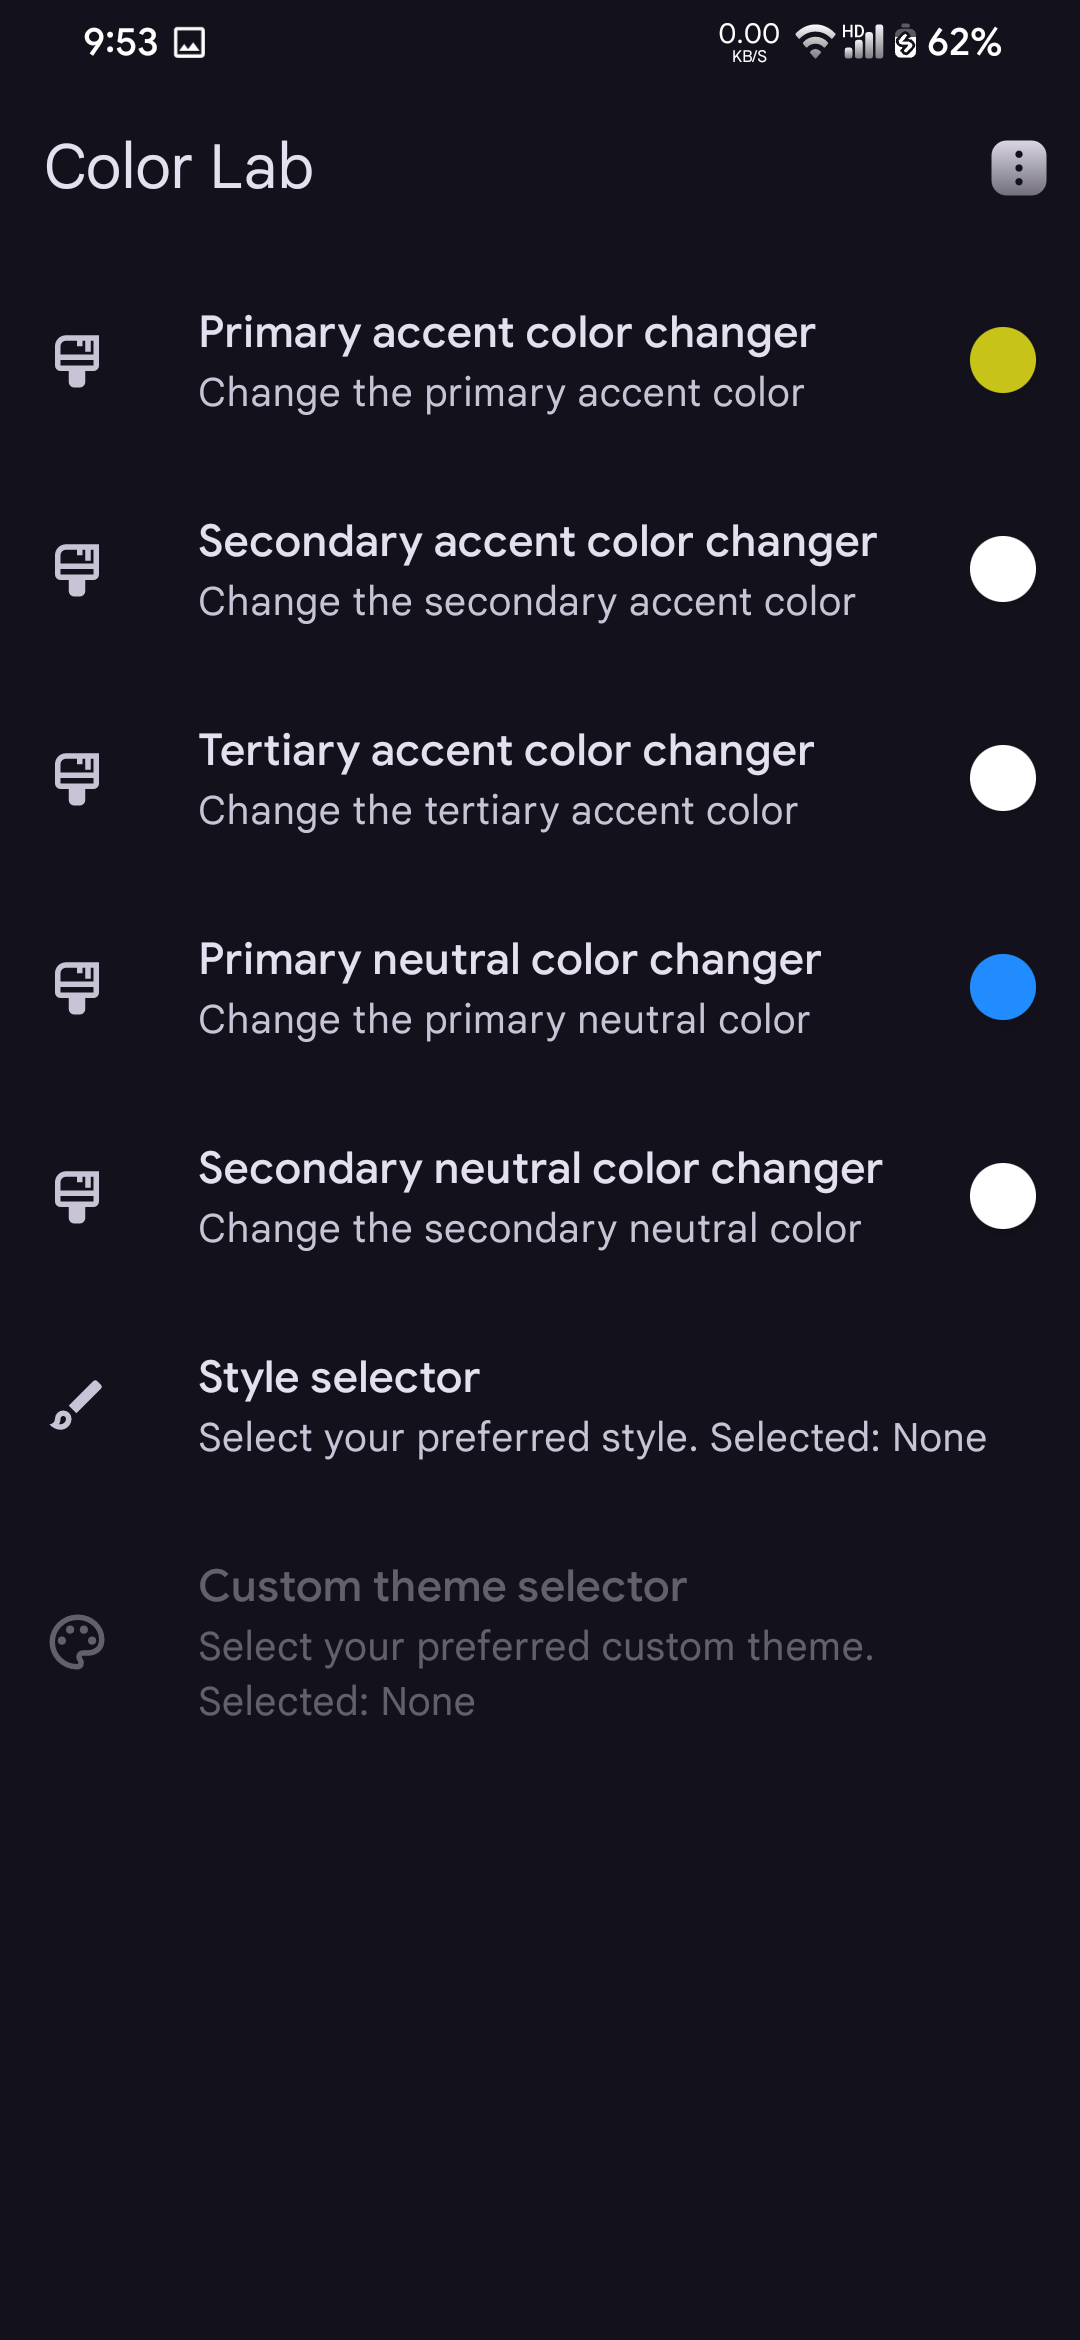 9:53
0.00
KB/S
HD
62%
Color Lab
Primary accent color changer
Change the primary accent color
Secondary accent color changer
Change the secondary accent color
Tertiary accent color changer
Change the tertiary accent color
Primary neutral color changer
Change the primary neutral color
Secondary neutral color changer
Change the secondary neutral color
Style selector
Select your preferred style. Selected: None
Custom theme selector
Select your preferred custom theme.
Selected: None